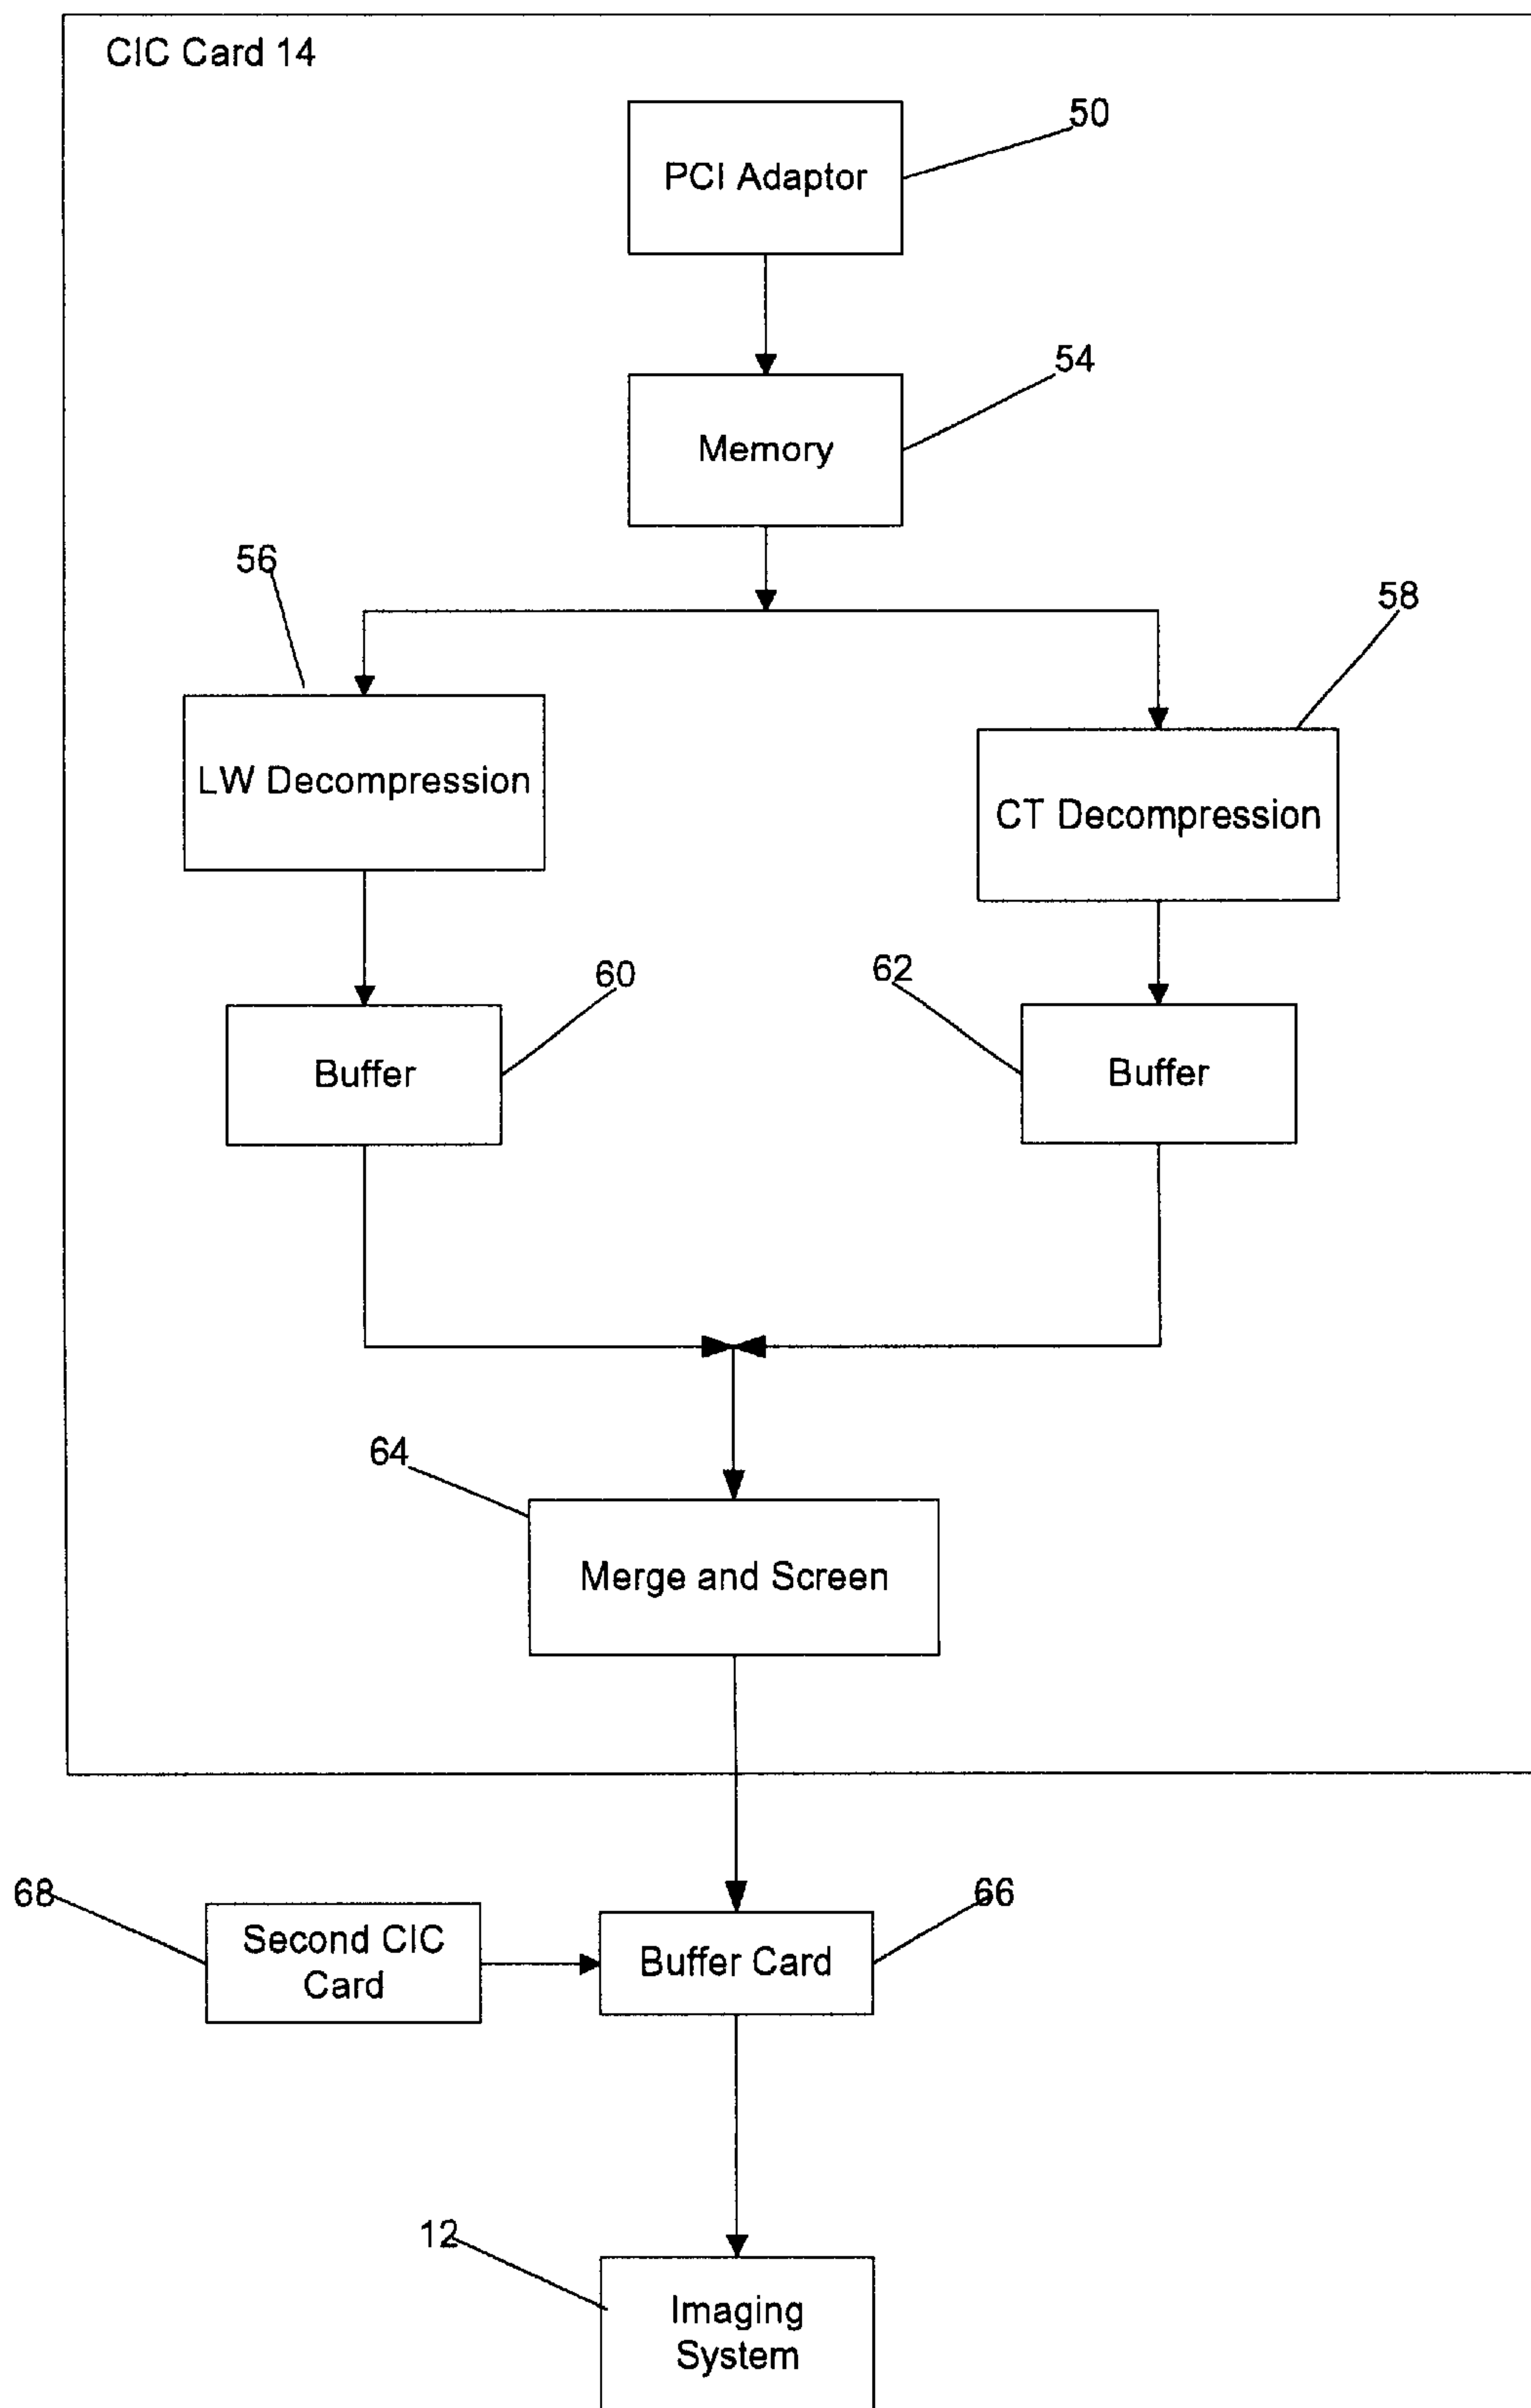 CIC Card 14
50
PCI Adaptor
54
Memory
56
58
LW Decompression
CT Decompression
60
62
Buffer
Buffer
64
Merge and Screen
68
66
Second CIC
Card
Buffer Card
12
Imaging
System